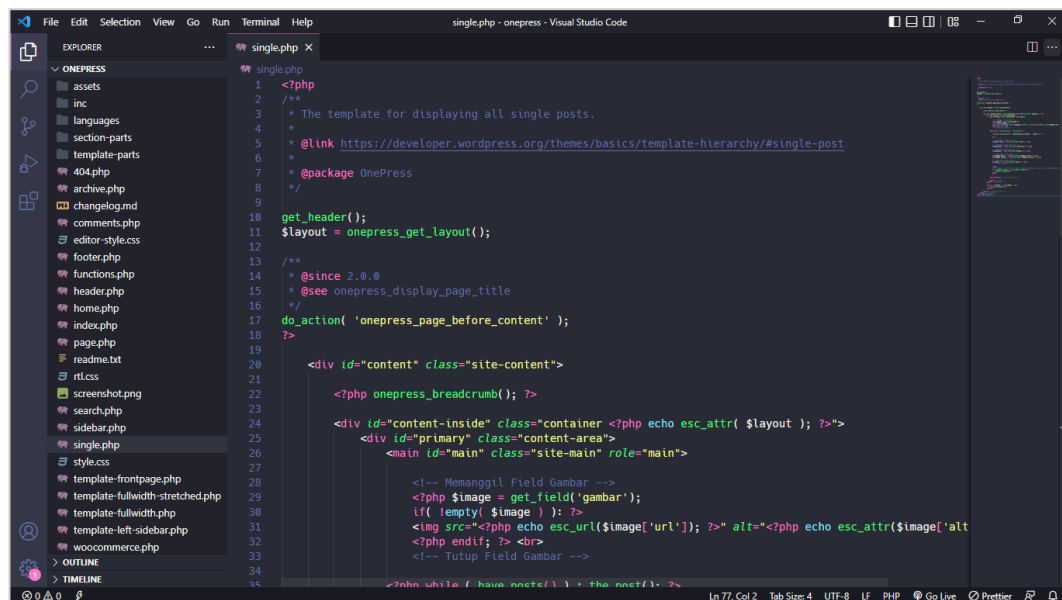 File Edit Selection View Go Run Terminal Help
single.php - onepress - Visual Studio Code
EXPLORER
ONEPRESS
assets
inc
languages
section-parts
template-parts
404.php
archive.php
changelog.md
comments.php
editor-style.css
footer.php
functions.php
header.php
home.php
index.php
page.php
readme.txt
rtl.css
screenshot.png
search.php
sidebar.php
single.php
style.css
template-frontpage.php
template-fullwidth-stretched.php
template-fullwidth.php
template-left-sidebar.php
woocommerce.php
OUTLINE
TIMELINE
1
single.php
single.php
1 <?php
2 /**
3 * The template for displaying all single posts.
4 *
5 * @link https://developer.wordpress.org/themes/basics/template-hierarchy/#single-post
6 *
7 * @package OnePress
8 */
9
10 get_header();
11 $layout = onepress_get_layout();
12
13 /**
14 * @since 2.0.0
15 * @see onepress_display_page_title
16 */
17 do_action( 'onepress_page_before_content' );
18 ?>
19
20 <div id="content" class="site-content">
21
22 <?php onepress_breadcrumb(); ?>
23
24 <div id="content-inside" class="container <?php echo esc_attr( $layout ); ?>">
25 <div id="primary" class="content-area">
26 <main id="main" class="site-main" role="main">
27
28 <!-- Memanggil Field Gambar -->
29 <?php $image = get_field('gambar');
30 if( !empty( $image ) ): ?>
31 <img src="<?php echo esc_url($image['url']); ?>" alt="<?php echo esc_attr($image['alt
32 <?php endif; ?> <br>
33 <!-- Tutup Field Gambar -->
34
35 <?php while ( have_posts() ) : the_post(); ?>
0 0
Ln 77, Col 2 Tab Size: 4 UTF-8 LF PHP Go Live Prettier